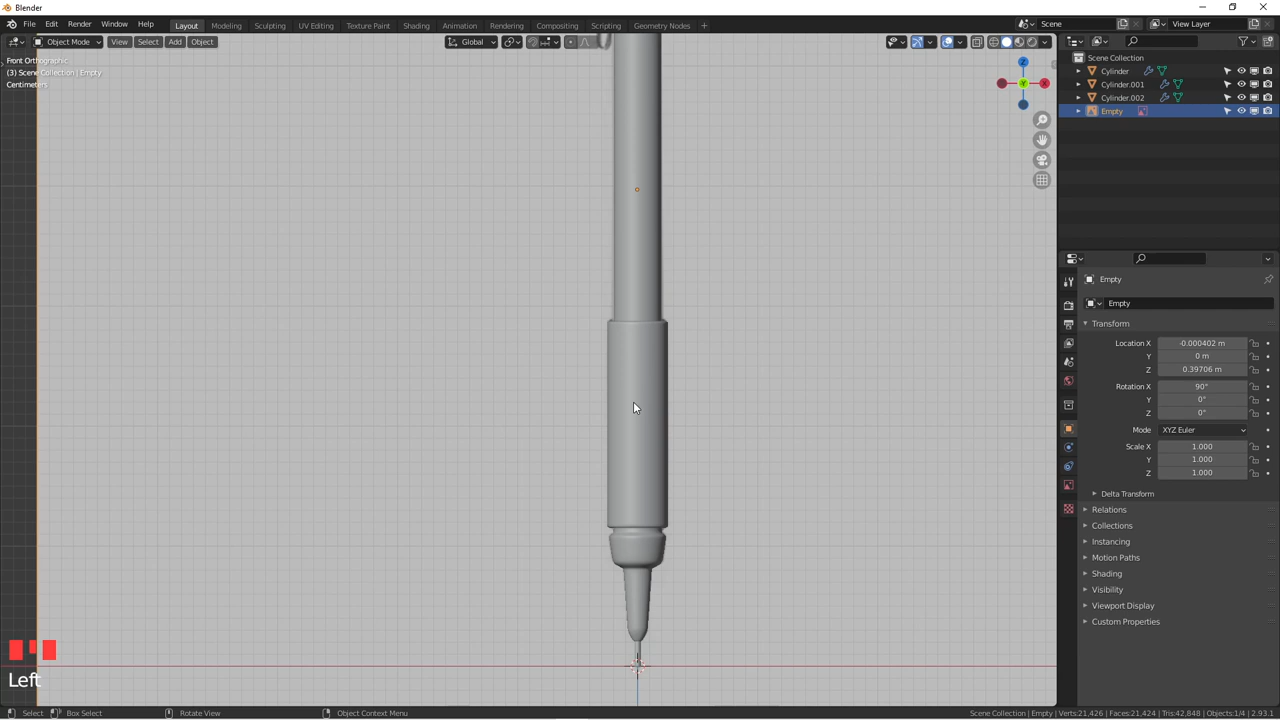 Blender
File Edit Render Window Help Layout Modeling Sculpting UV Editing Texture Paint Shading Animation Rendering Compositing Scripting Geometry Nodes + Scene View Layer
Object Mode View Select Add Object Global
Front Orthographic
(3) Scene Collection | Empty
Centimeters
Z
X
Y
Left
Scene Collection
Cylinder
Cylinder.001
Cylinder.002
Empty
Empty
Empty
Transform
Location X -0.000402 m
Y 0 m
Z 0.39706 m
Rotation X 90°
Y 0°
Z 0°
Mode XYZ Euler
Scale X 1.000
Y 1.000
Z 1.000
Delta Transform
Relations
Collections
Instancing
Motion Paths
Shading
Visibility
Viewport Display
Custom Properties
Select Box Select Rotate View Object Context Menu Scene Collection | Empty | Verts:21,426 | Faces:21,424 | Tris:42,848 | Objects:1/4 | 2.93.1